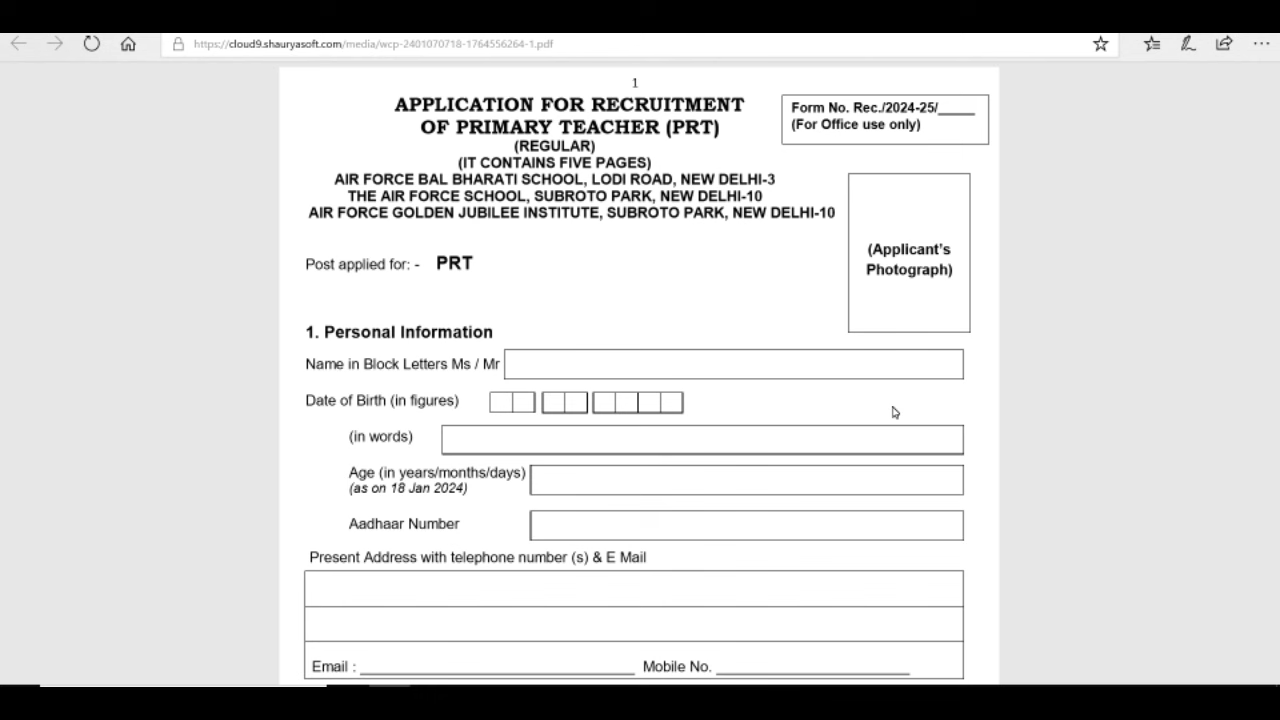 https://cloud9.shauryasoft.com/media/wcp-2401070718-1764556264-1.pdf
1
APPLICATION FOR RECRUITMENT
OF PRIMARY TEACHER (PRT)
(REGULAR)
(IT CONTAINS FIVE PAGES)
AIR FORCE BAL BHARATI SCHOOL, LODI ROAD, NEW DELHI-3
THE AIR FORCE SCHOOL, SUBROTO PARK, NEW DELHI-10
AIR FORCE GOLDEN JUBILEE INSTITUTE, SUBROTO PARK, NEW DELHI-10
Form No. Rec./2024-25/_____
(For Office use only)
(Applicant's
Photograph)
Post applied for: - PRT
1. Personal Information
Name in Block Letters Ms / Mr
Date of Birth (in figures)
(in words)
Age (in years/months/days)
(as on 18 Jan 2024)
Aadhaar Number
Present Address with telephone number (s) & E Mail
Email : ____________________ Mobile No. ____________________